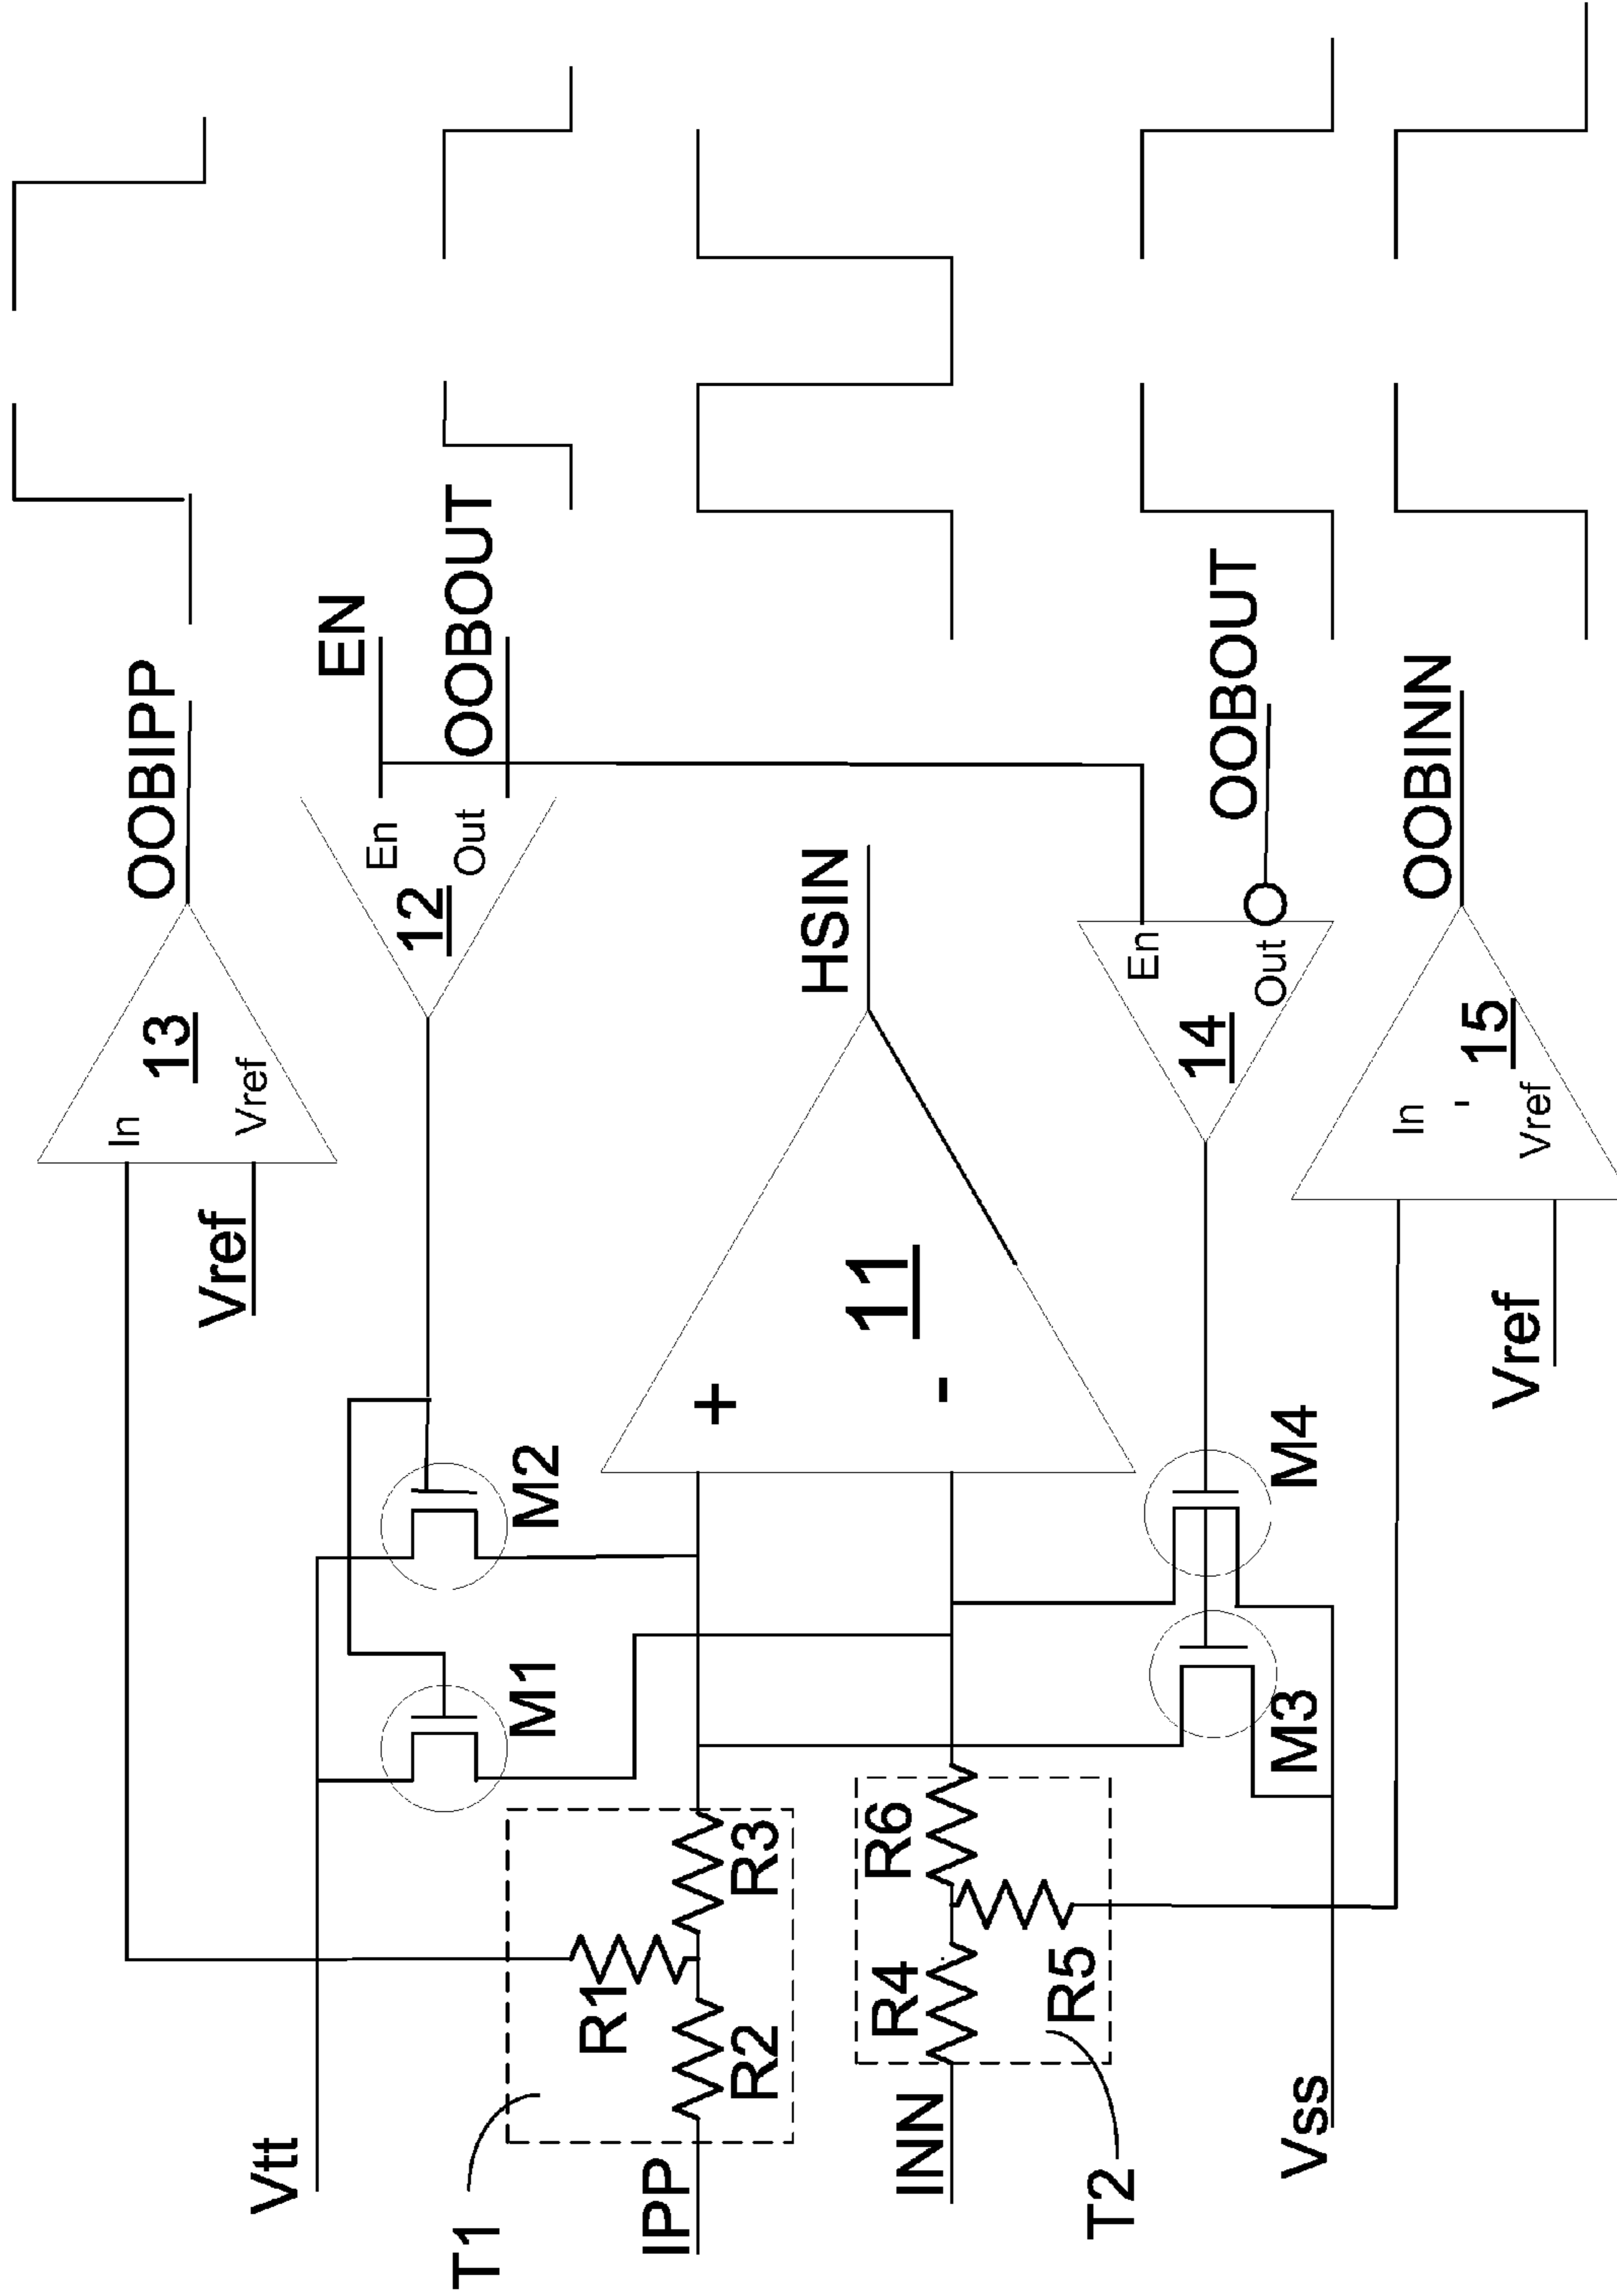 OOBIPP
13
In
Vref
Vref
EN
OOBOUT
En
Out
12
M2
M1
Vtt
T1
R1
R3
R2
IPP
HSIN
11
+
-
R6
R4
R5
INN
T2
OOBOUT
En
Out
14
M4
M3
Vss
OOBINN
15
In
-
Vref
Vref